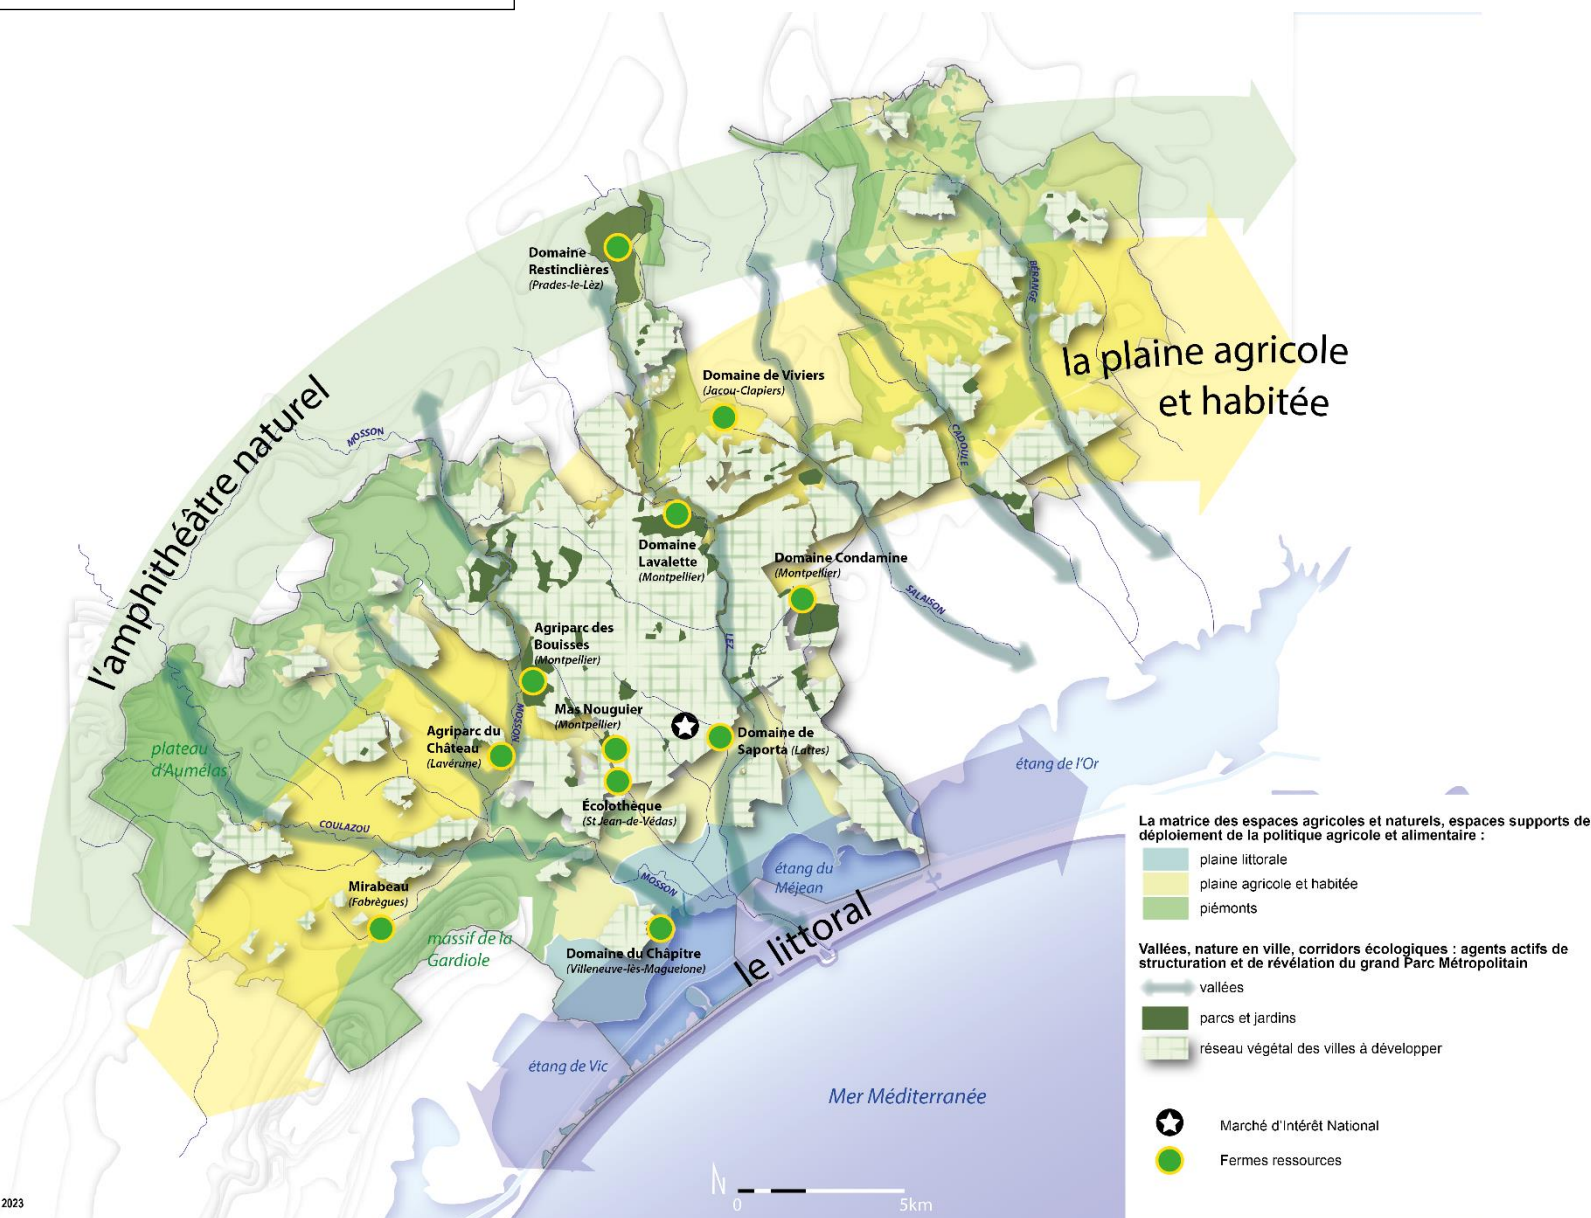 l'amphithéâtre naturel
la plaine agricole
et habitée
le littoral
Domaine
Restinclières
(Prades-le-Lèz)
Domaine de Viviers
(Jacou-Clapiers)
MOSSON
BÉRANGE
CADOULE
SALAISON
LEZ
Domaine
Lavalette
(Montpellier)
Domaine Condamine
(Montpellier)
Agriparc des
Bouisses
(Montpellier)
Mas Nouguier
(Montpellier)
MOSSON
Agriparc du
Château
(Lavérune)
Domaine de
Saporta (Lattes)
Écolothèque
(St Jean-de-Védas)
plateau
d'Aumelas
COULAZOU
Mirabeau
(Fabrègues)
massif de la
Gardiole
MOSSON
Domaine du Châpitre
(Villeneuve-lès-Maguelone)
étang du
Méjean
étang de l'Or
étang de Vic
Mer Méditerranée
La matrice des espaces agricoles et naturels, espaces supports de
déploiement de la politique agricole et alimentaire :
plaine littorale
plaine agricole et habitée
piémonts
Vallées, nature en ville, corridors écologiques : agents actifs de
structuration et de révélation du grand Parc Métropolitain
vallées
parcs et jardins
réseau végétal des villes à développer
Marché d'Intérêt National
Fermes ressources
N
0 5km
2023